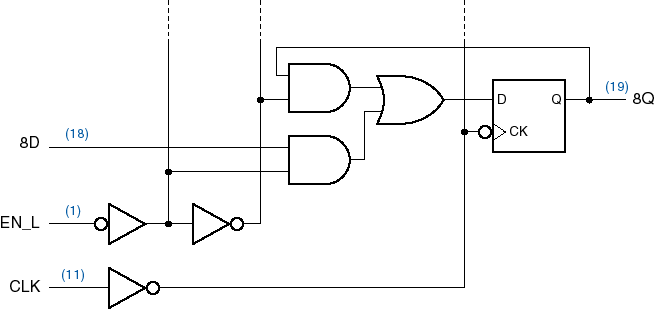 (19)
D Q 8Q
CK
8D (18)
EN_L (1)
CLK (11)